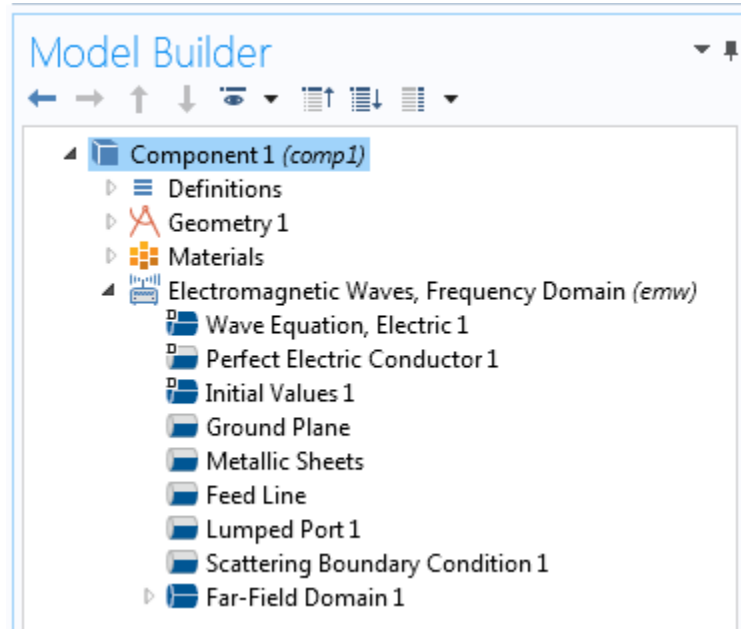 Model Builder
Component 1 (comp1)
Definitions
Geometry 1
Materials
Electromagnetic Waves, Frequency Domain (emw)
Wave Equation, Electric 1
Perfect Electric Conductor 1
Initial Values 1
Ground Plane
Metallic Sheets
Feed Line
Lumped Port 1
Scattering Boundary Condition 1
Far-Field Domain 1